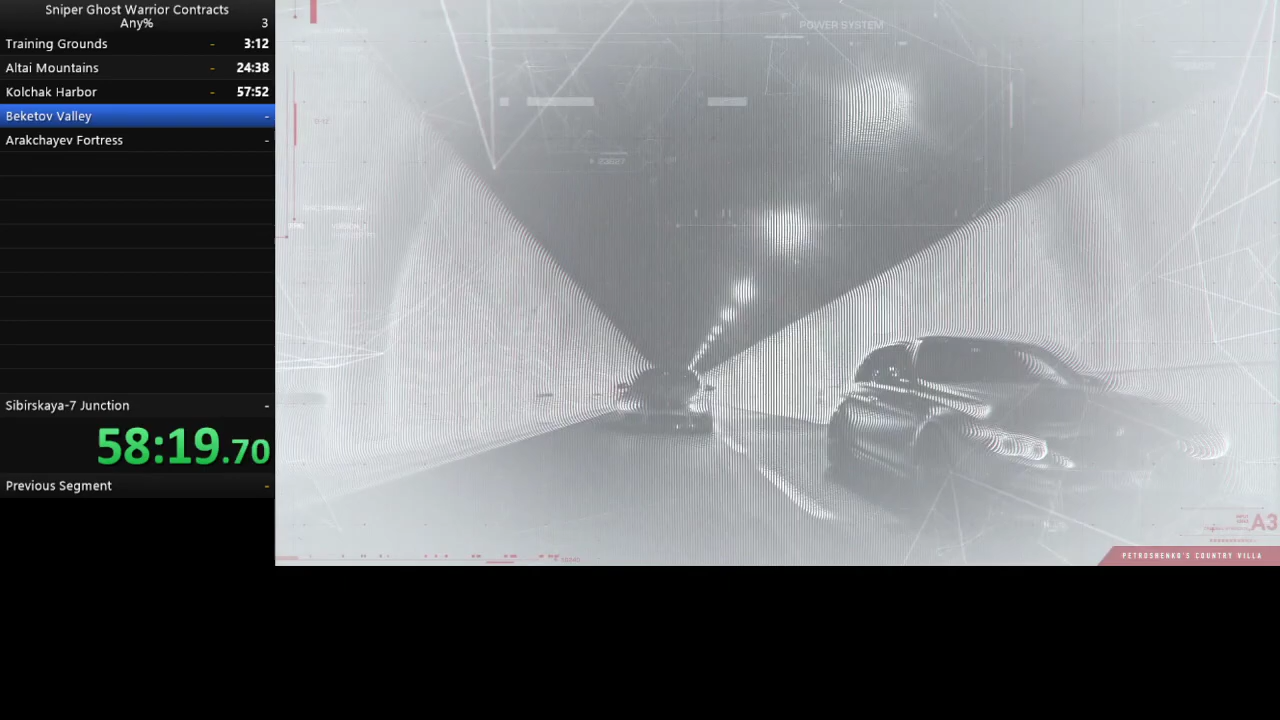 Sniper Ghost Warrior Contracts
Any%
3
Training Grounds - 3:12
Altai Mountains - 24:38
Kolchak Harbor - 57:52
Beketov Valley -
Arakchayev Fortress -
Sibirskaya-7 Junction -
58:19.70
Previous Segment -
POWER SYSTEM
A3
PETROSHENKO'S COUNTRY VILLA